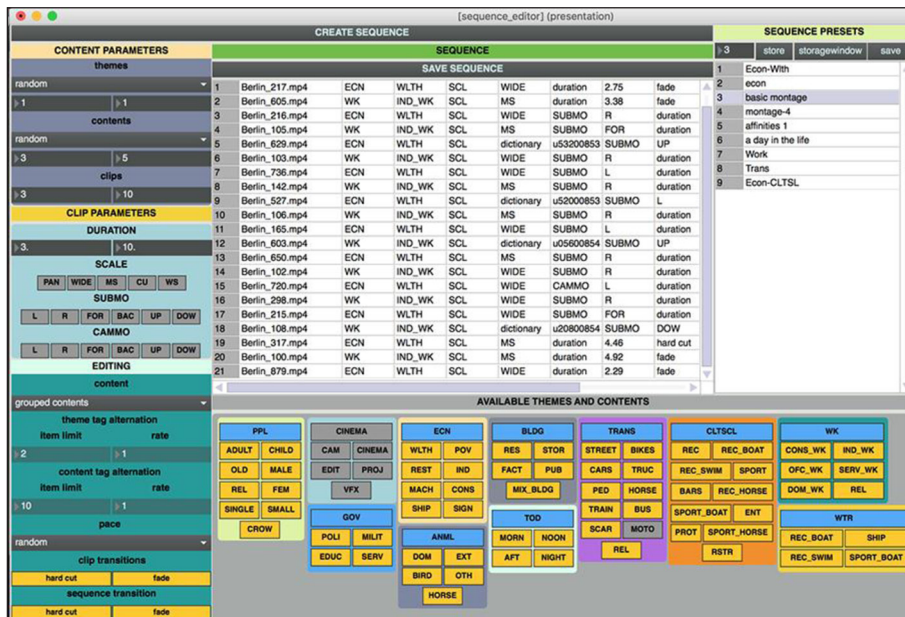 [sequence_editor] (presentation)
CREATE SEQUENCE
SEQUENCE PRESETS
CONTENT PARAMETERS
themes
random
1 1
contents
random
3 5
clips
3 10
CLIP PARAMETERS
DURATION
3. 10.
SCALE
PAN WIDE MS CU WS
SUBMO
L R FOR BAC UP DOW
CAMMO
L R FOR BAC UP DOW
EDITING
content
grouped contents
theme tag alternation
item limit rate
2 1
content tag alternation
item limit rate
10 1
pace
random
clip transitions
hard cut fade
sequence transition
hard cut fade
SEQUENCE
SAVE SEQUENCE
1 Berlin_217.mp4 ECN WLTH SCL WIDE duration 2.75 fade
2 Berlin_605.mp4 WK IND_WK SCL MS duration 3.38 fade
3 Berlin_216.mp4 ECN WLTH SCL WIDE SUBMO R duration
4 Berlin_105.mp4 WK IND_WK SCL MS SUBMO FOR duration
5 Berlin_629.mp4 ECN WLTH SCL dictionary u53200853 SUBMO UP
6 Berlin_103.mp4 WK IND_WK SCL WIDE SUBMO R duration
7 Berlin_736.mp4 ECN WLTH SCL WIDE SUBMO L duration
8 Berlin_142.mp4 WK IND_WK SCL MS SUBMO R duration
9 Berlin_527.mp4 ECN WLTH SCL dictionary u52000853 SUBMO L
10 Berlin_106.mp4 WK IND_WK SCL MS SUBMO R duration
11 Berlin_165.mp4 ECN WLTH SCL WIDE SUBMO L duration
12 Berlin_603.mp4 WK IND_WK SCL dictionary u05600854 SUBMO UP
13 Berlin_650.mp4 ECN WLTH SCL MS SUBMO R duration
14 Berlin_102.mp4 WK IND_WK SCL WIDE SUBMO R duration
15 Berlin_720.mp4 ECN WLTH SCL WIDE CAMMO L duration
16 Berlin_298.mp4 WK IND_WK SCL WIDE SUBMO R duration
17 Berlin_215.mp4 ECN WLTH SCL WIDE SUBMO FOR duration
18 Berlin_108.mp4 WK IND_WK SCL dictionary u20800854 SUBMO DOW
19 Berlin_317.mp4 ECN WLTH SCL MS duration 4.46 hard cut
20 Berlin_100.mp4 WK IND_WK SCL MS duration 4.92 fade
21 Berlin_879.mp4 ECN WLTH SCL WIDE duration 2.29 fade
3 store storagewindow save
1 Econ-Wlth
2 econ
3 basic montage
4 montage-4
5 affinities 1
6 a day in the life
7 Work
8 Trans
9 Econ-CLTSL
AVAILABLE THEMES AND CONTENTS
PPL
ADULT CHILD
OLD MALE
REL FEM
SINGLE SMALL
CROW
CINEMA
CAM CINEMA
EDIT PROJ
VFX
GOV
POLI MILIT
EDUC SERV
ECN
WLTH POV
REST IND
MACH CONS
SHIP SIGN
ANML
DOM EXT
BIRD OTH
HORSE
BLDG
RES STOR
FACT PUB
MIX_BLDG
TOD
MORN NOON
AFT NIGHT
TRANS
STREET BIKES
CARS TRUC
PED HORSE
TRAIN BUS
SCAR MOTO
REL
CLTSCL
REC REC_BOAT
REC_SWIM SPORT
BARS REC_HORSE
SPORT_BOAT ENT
PROT SPORT_HORSE
RSTR
WK
CONS_WK IND_WK
OFC_WK SERV_WK
DOM_WK REL
WTR
REC_BOAT SHIP
REC_SWIM SPORT_BOAT